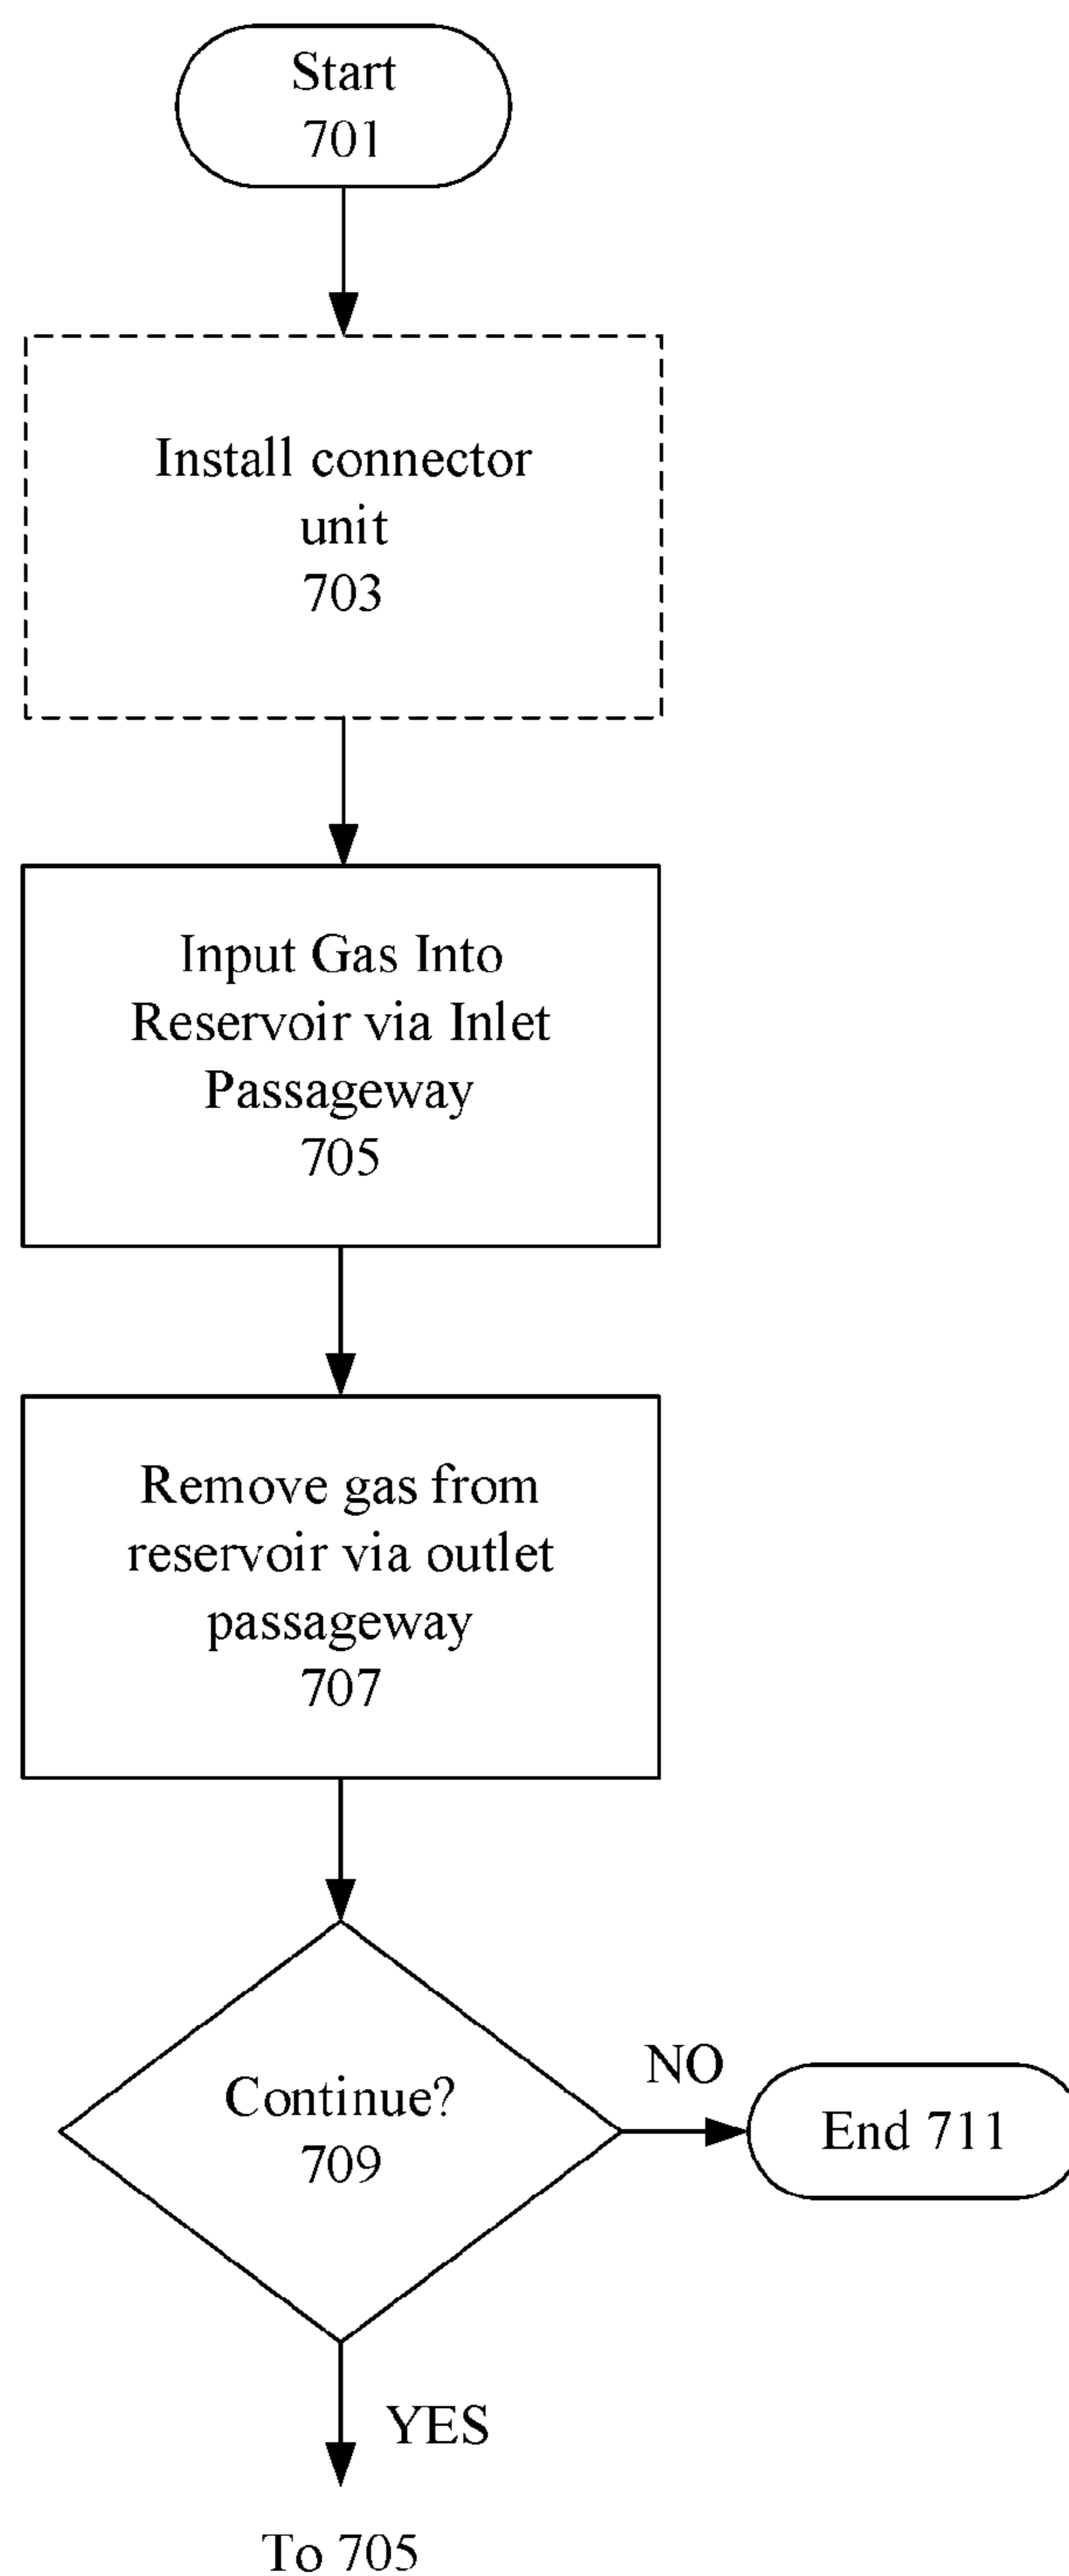 Start
701
Install connector
unit
703
Input Gas Into
Reservoir via Inlet
Passageway
705
Remove gas from
reservoir via outlet
passageway
707
Continue?
709
NO
End 711
YES
To 705